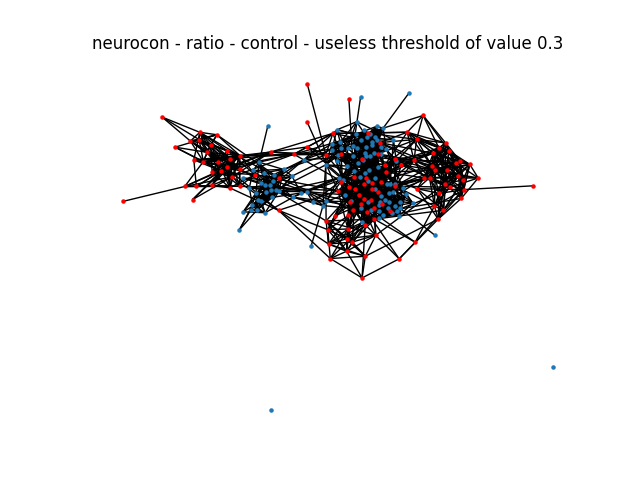 neurocon - ratio - control - useless threshold of value 0.3